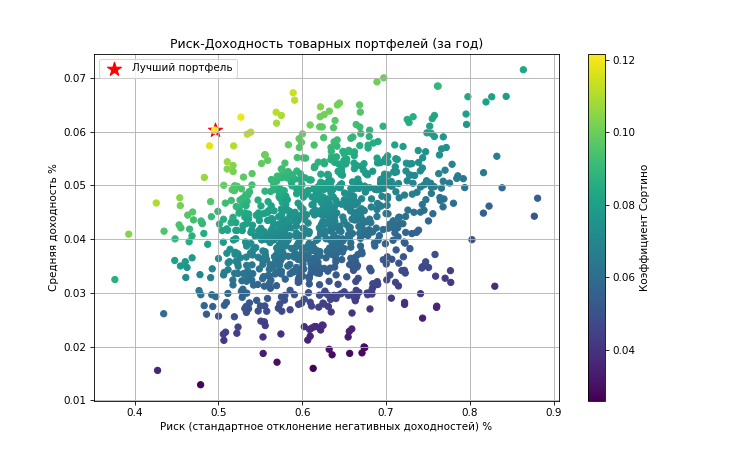 Риск-Доходность товарных портфелей (за год)
Лучший портфель
Средняя доходность %
0.07
0.06
0.05
0.04
0.03
0.02
0.01
0.4 0.5 0.6 0.7 0.8 0.9
Риск (стандартное отклонение негативных доходностей) %
0.12
0.10
0.08
0.06
0.04
Коэффициент Сортино